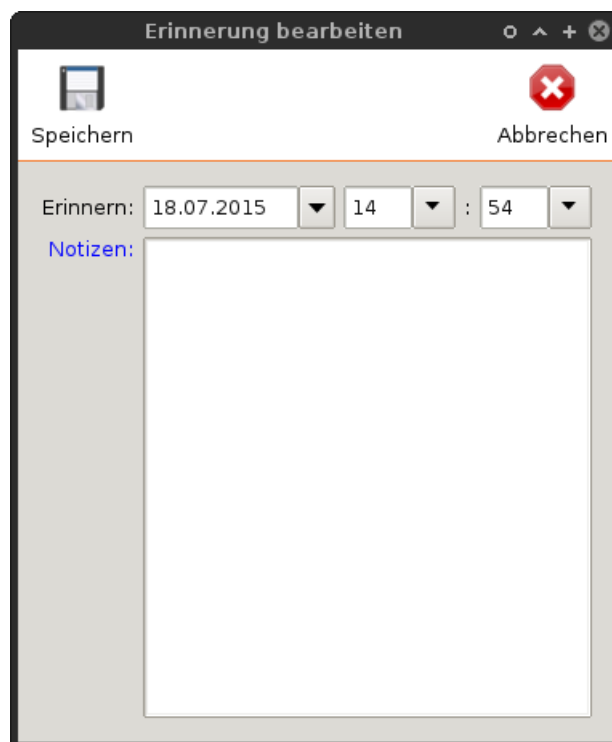 Erinnerung bearbeiten
Speichern Abbrechen
Erinnern: 18.07.2015 14 : 54
Notizen: